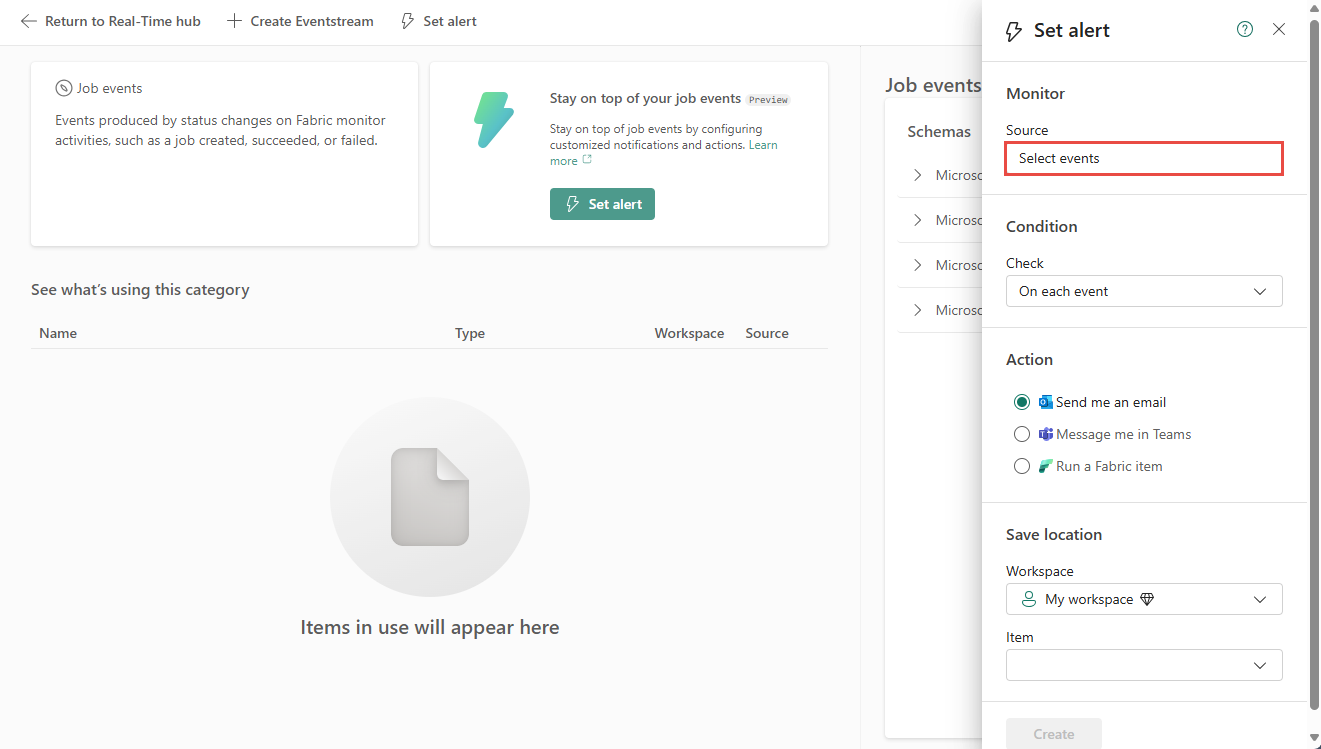 Return to Real-Time hub
Create Eventstream
Set alert
Job events
Events produced by status changes on Fabric monitor
activities, such as a job created, succeeded, or failed.
Stay on top of your job events Preview
Stay on top of job events by configuring
customized notifications and actions. Learn
more
Set alert
See what's using this category
Name Type Workspace Source
Items in use will appear here
Job events
Schemas
Set alert
Monitor
Source
Select events
Condition
Check
On each event
Action
Send me an email
Message me in Teams
Run a Fabric item
Save location
Workspace
My workspace
Item
Create